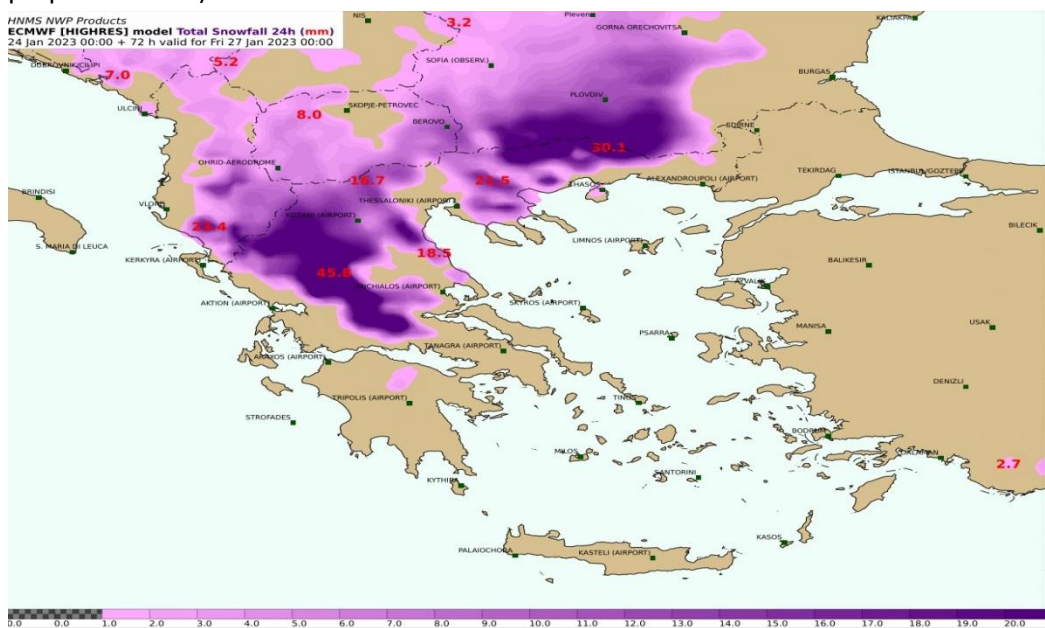 HNMS NWP Products
ECMWF [HIGHRES] model Total Snowfall 24h (mm)
24 Jan 2023 00:00 + 72 h valid for Fri 27 Jan 2023 00:00
NIS
3.2
Pleven
GORNA ORECHOVITSA
KALIAKRA
DUBROVNIK/CILIPI
7.0
5.2
SOFIA (OBSERV.)
BURGAS
ULCINJ
8.0
SKOPJE-PETROVEC
PLOVDIV
BEROVO
EDIRNE
30.1
OHRID-AERODROME
16.7
THASOS
ALEXANDROUPOLI (AIRPORT)
TEKIRDAG
ISTANBUL/GOZTEPE
BRINDISI
VLORE
THESSALONIKI (AIRPORT)
KOZANI (AIRPORT)
BILECIK
S. MARIA DI LEUCA
18.5
LIMNOS (AIRPORT)
KERKYRA (AIRPORT)
45.8
BALIKESIR
ANCHIALOS (AIRPORT)
AYVALIK
AKTION (AIRPORT)
SKYROS (AIRPORT)
PSARRA
MANISA
USAK
TANAGRA (AIRPORT)
ARAXOS (AIRPORT)
DENIZLI
TRIPOLIS (AIRPORT)
TINOS
STROFADES
BODRUM
MILOS
DALAMAN
2.7
SANTORINI
KYTHIRA
KASOS
PALAIOCHORA
KASTELI (AIRPORT)
0.0 0.0 1.0 2.0 3.0 4.0 5.0 6.0 7.0 8.0 9.0 10.0 11.0 12.0 13.0 14.0 15.0 16.0 17.0 18.0 19.0 20.0